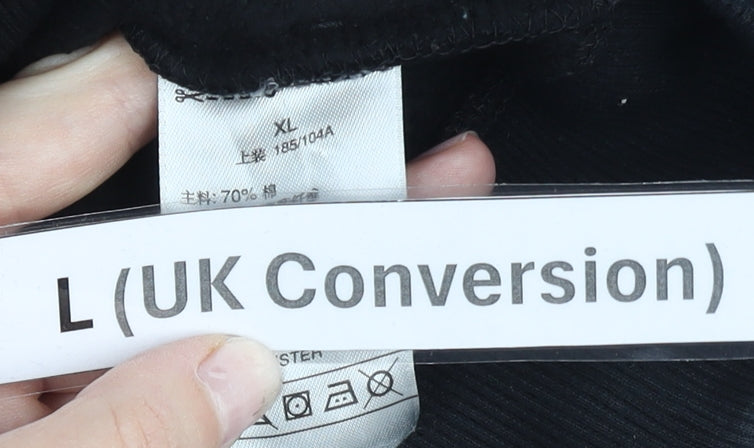 XL
上装 185/104A
主料: 70% 棉
L (UK Conversion)